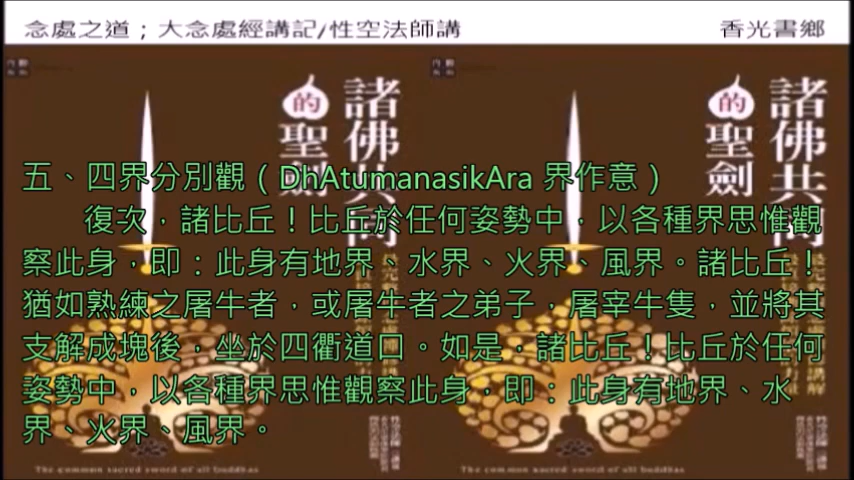 念處之道；大念處經講記/性空法師講
香光書鄉
諸佛共同
的聖劍
諸佛共同
的聖劍
五、四界分別觀（DhAtumanasikAra 界作意）
復次，諸比丘！比丘於任何姿勢中，以各種界思惟觀
察此身，即：此身有地界、水界、火界、風界。諸比丘！
猶如熟練之屠牛者，或屠牛者之弟子，屠宰牛隻，並將其
支解成塊後，坐於四衢道口。如是，諸比丘！比丘於任何
姿勢中，以各種界思惟觀察此身，即：此身有地界、水
界、火界、風界。
The common sacred sword of all buddhas
The common sacred sword of all buddhas